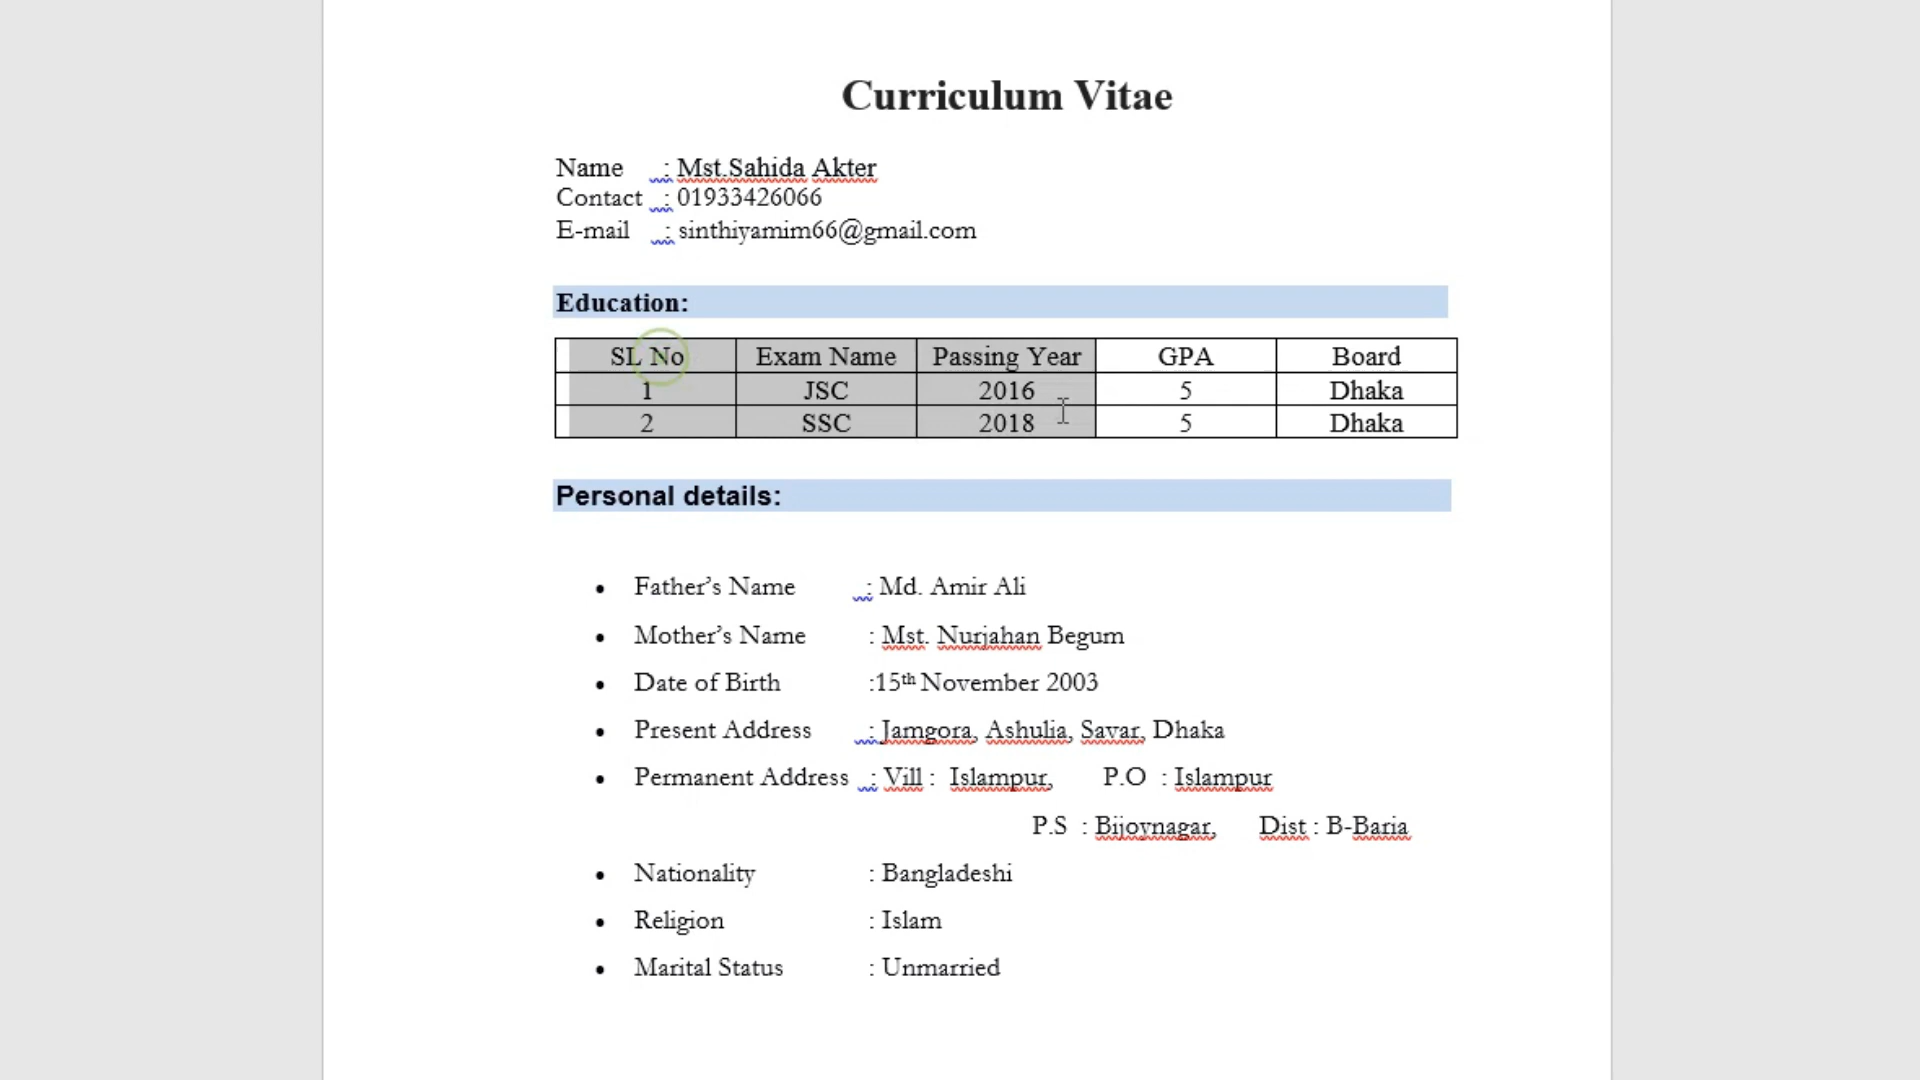 Curriculum Vitae
Name : Mst.Sahida Akter
Contact : 01933426066
E-mail : sinthiyamim66@gmail.com
Education:
SL No Exam Name Passing Year GPA Board
1 JSC 2016 5 Dhaka
2 SSC 2018 5 Dhaka
Personal details:
• Father’s Name : Md. Amir Ali
• Mother’s Name : Mst. Nurjahan Begum
• Date of Birth :15th November 2003
• Present Address : Jamgora, Ashulia, Savar, Dhaka
• Permanent Address : Vill : Islampur, P.O : Islampur
P.S : Bijoynagar, Dist : B-Baria
• Nationality : Bangladeshi
• Religion : Islam
• Marital Status : Unmarried